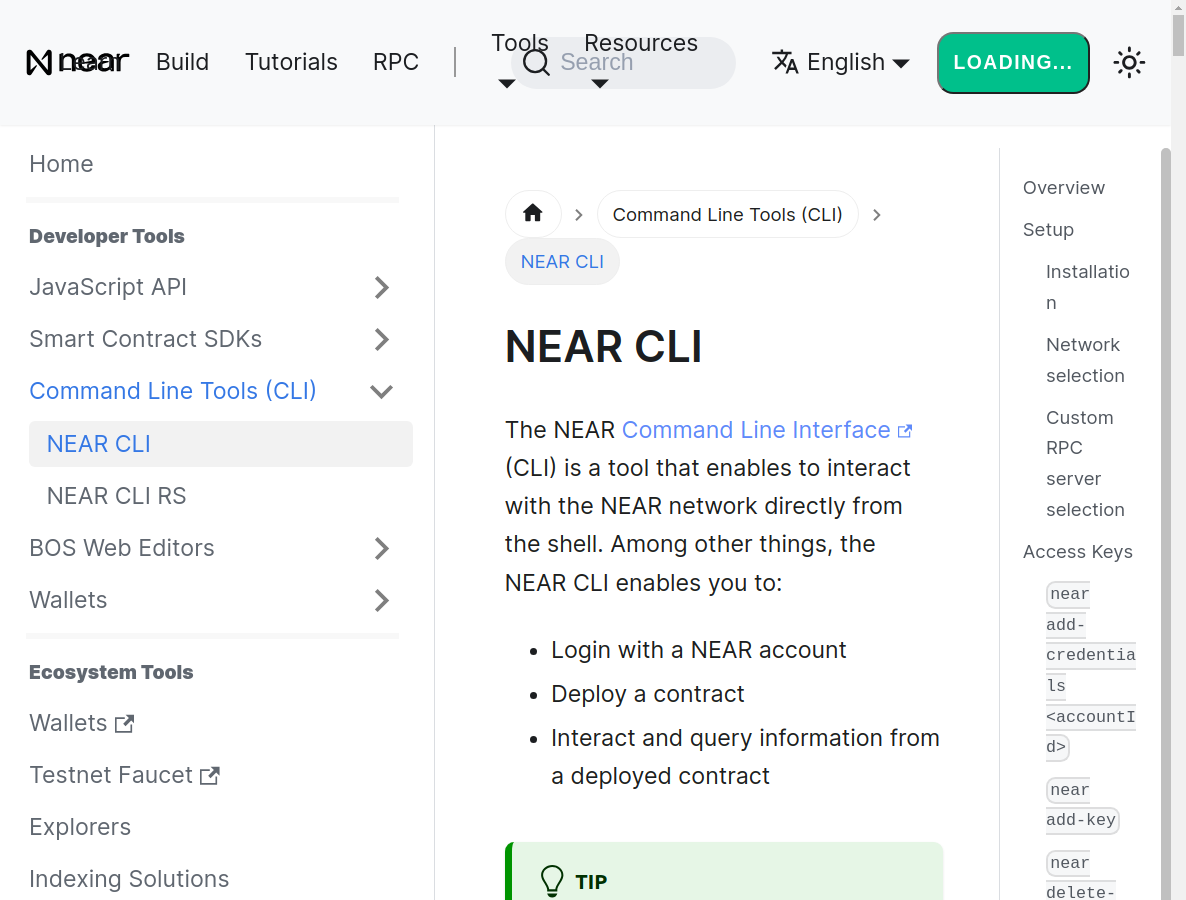 near
Learn
Build
Tutorials
RPC
Tools
Resources
Search
English
LOADING...
Home
Developer Tools
JavaScript API
Smart Contract SDKs
Command Line Tools (CLI)
NEAR CLI
NEAR CLI RS
BOS Web Editors
Wallets
Ecosystem Tools
Wallets
Testnet Faucet
Explorers
Indexing Solutions
Command Line Tools (CLI)
NEAR CLI
NEAR CLI
The NEAR Command Line Interface
(CLI) is a tool that enables to interact
with the NEAR network directly from
the shell. Among other things, the
NEAR CLI enables you to:
Login with a NEAR account
Deploy a contract
Interact and query information from
a deployed contract
TIP
Overview
Setup
Installatio
n
Network
selection
Custom
RPC
server
selection
Access Keys
near
add-
credentia
ls
<accountI
d>
near
add-key
near
delete-